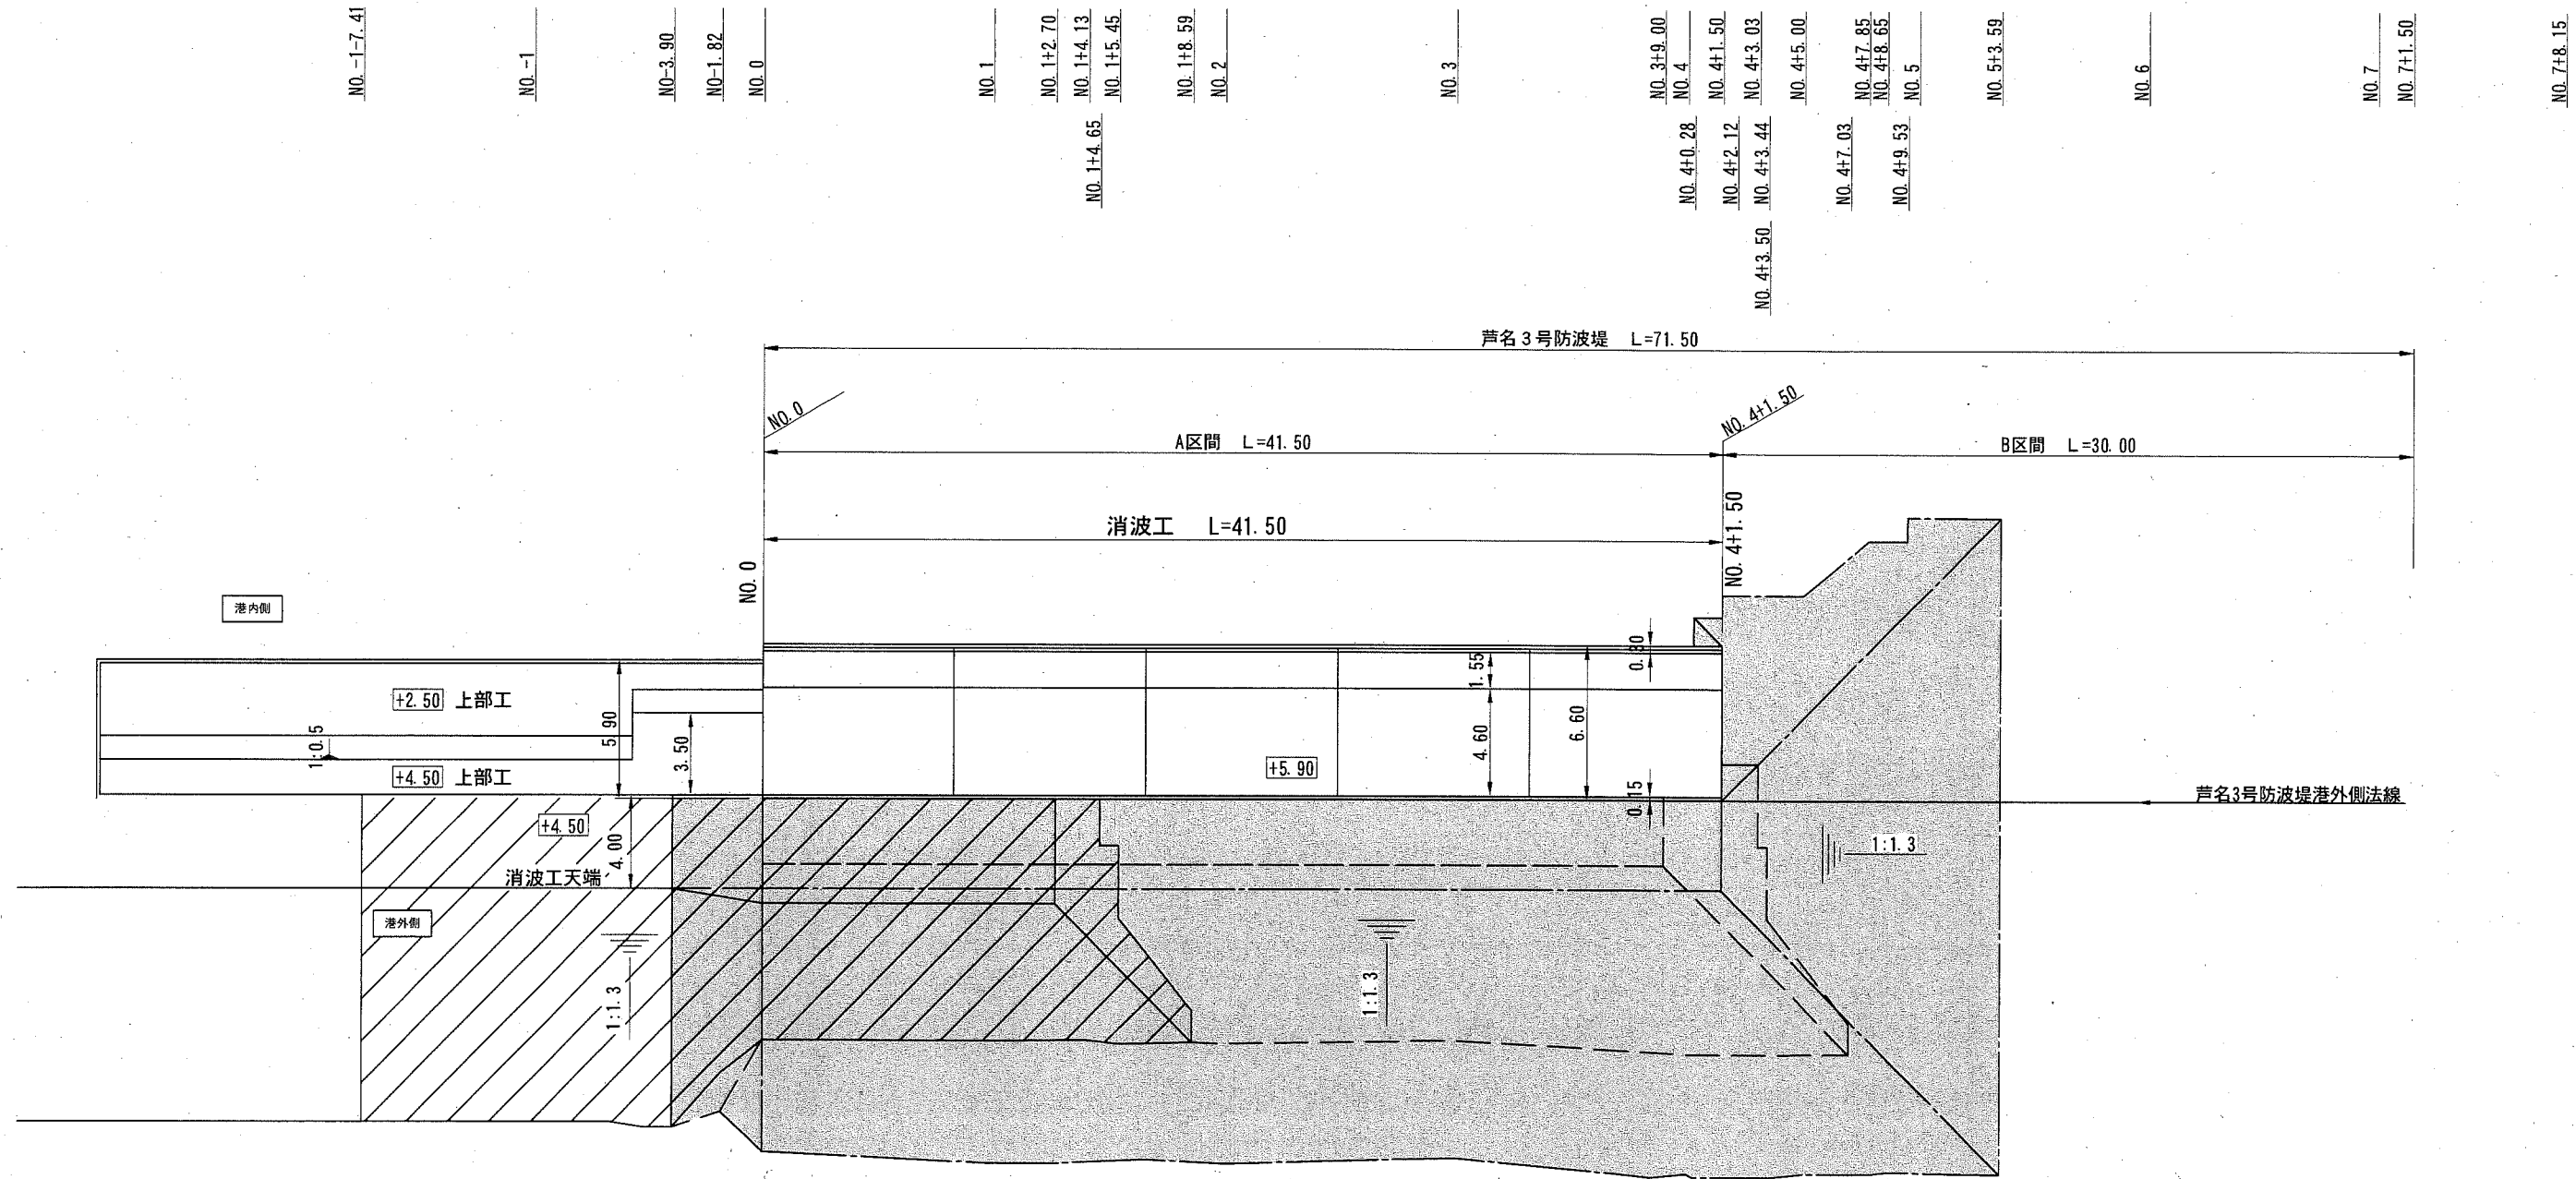 NO. -1-7. 41
NO. -1
NO-3. 90
NO-1. 82
NO. 0
NO. 1
NO. 1+2. 70
NO. 1+4. 13
NO. 1+5. 45
NO. 1+8. 59
NO. 2
NO. 3
NO. 3+9. 00
NO. 4
NO. 4+1. 50
NO. 4+3. 03
NO. 4+5. 00
NO. 4+7. 85
NO. 4+8. 65
NO. 5
NO. 5+3. 59
NO. 6
NO. 7
NO. 7+1. 50
NO. 7+8. 15
NO. 1+4. 65
NO. 4+0. 28
NO. 4+2. 12
NO. 4+3. 44
NO. 4+7. 03
NO. 4+9. 53
NO. 4+3. 50
芦名3号防波堤 L=71. 50
NO. 0
NO. 4+1. 50
A区間 L=41. 50
B区間 L=30. 00
消波工 L=41. 50
NO. 0
NO. 4+1. 50
港内側
+2. 50 上部工
1:0. 5
5. 90
3. 50
+4. 50 上部工
1. 55
0. 30
4. 60
6. 60
+5. 90
0. 15
芦名3号防波堤港外側法線
+4. 50
4. 00
消波工天端
港外側
1:1. 3
1:1. 3
1:1. 3